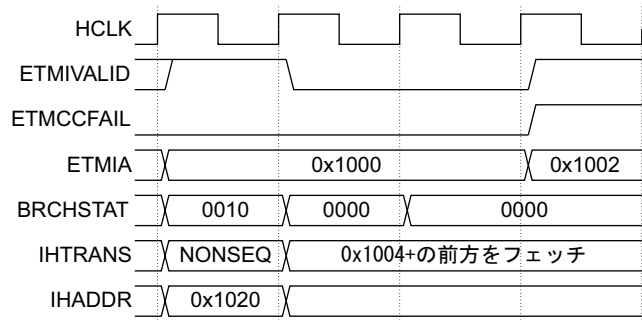 HCLK
ETMIVALID
ETMCCFAIL
ETMIA 0x1000 0x1002
BRCHSTAT 0010 0000 0000
IHTRANS NONSEQ 0x1004+の前方をフェッチ
IHADDR 0x1020